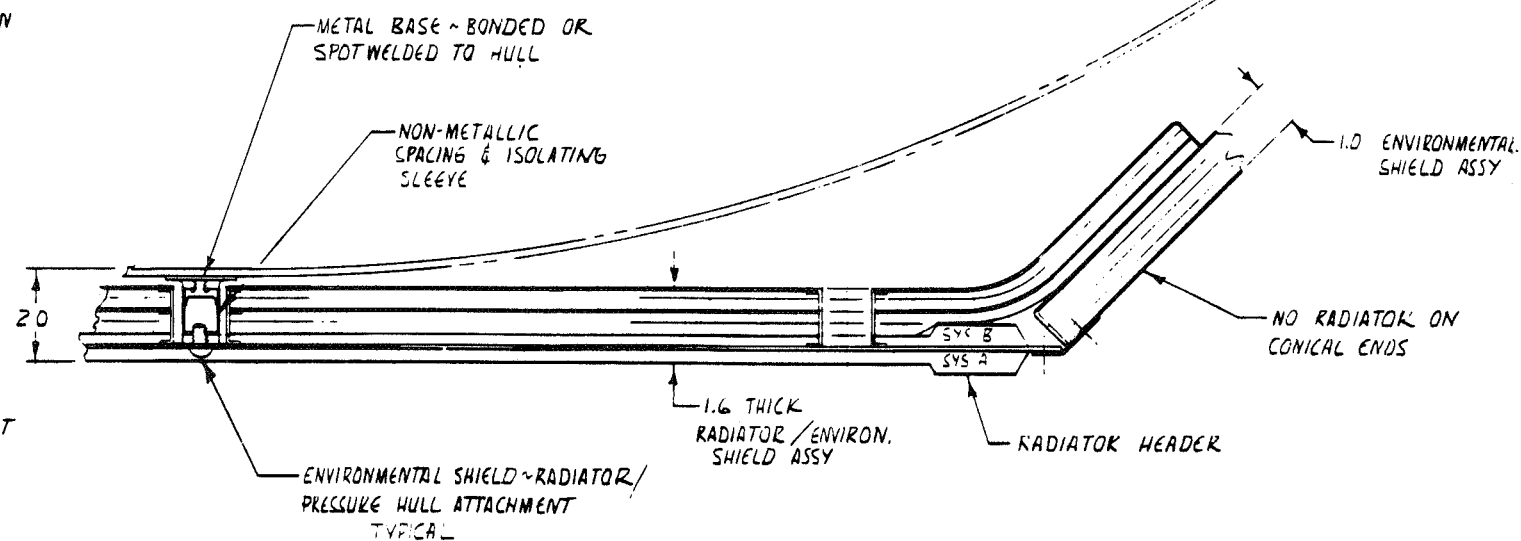 N
METAL BASE ~ BONDED OR
SPOTWELDED TO HULL
NON-METALLIC
SPACING & ISOLATING
SLEEVE
1.0 ENVIRONMENTAL
SHIELD ASSY
2.0
NO RADIATOR ON
CONICAL ENDS
SYS B
SYS A
T
1.6 THICK
RADIATOR / ENVIRON.
SHIELD ASSY
RADIATOR HEADER
ENVIRONMENTAL SHIELD ~ RADIATOR /
PRESSURE HULL ATTACHMENT
TYPICAL